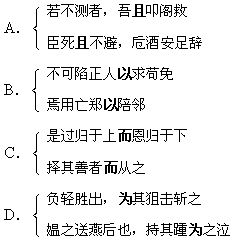 A. 若不测者，吾且叩阁救
臣死且不避，卮酒安足辞
B. 不可陷正人以求苟免
焉用亡郑以陪邻
C. 是过归于上而恩归于下
择其善者而从之
D. 负轻胜出，为其狙击斩之
媪之送燕后也，持其踵为之泣